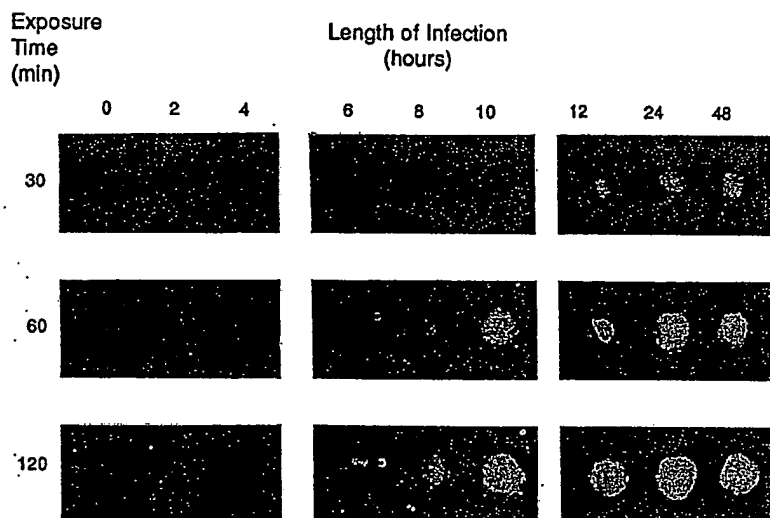 Exposure
Time
(min)
Length of Infection
(hours)
0 2 4 6 8 10 12 24 48
30
60
120